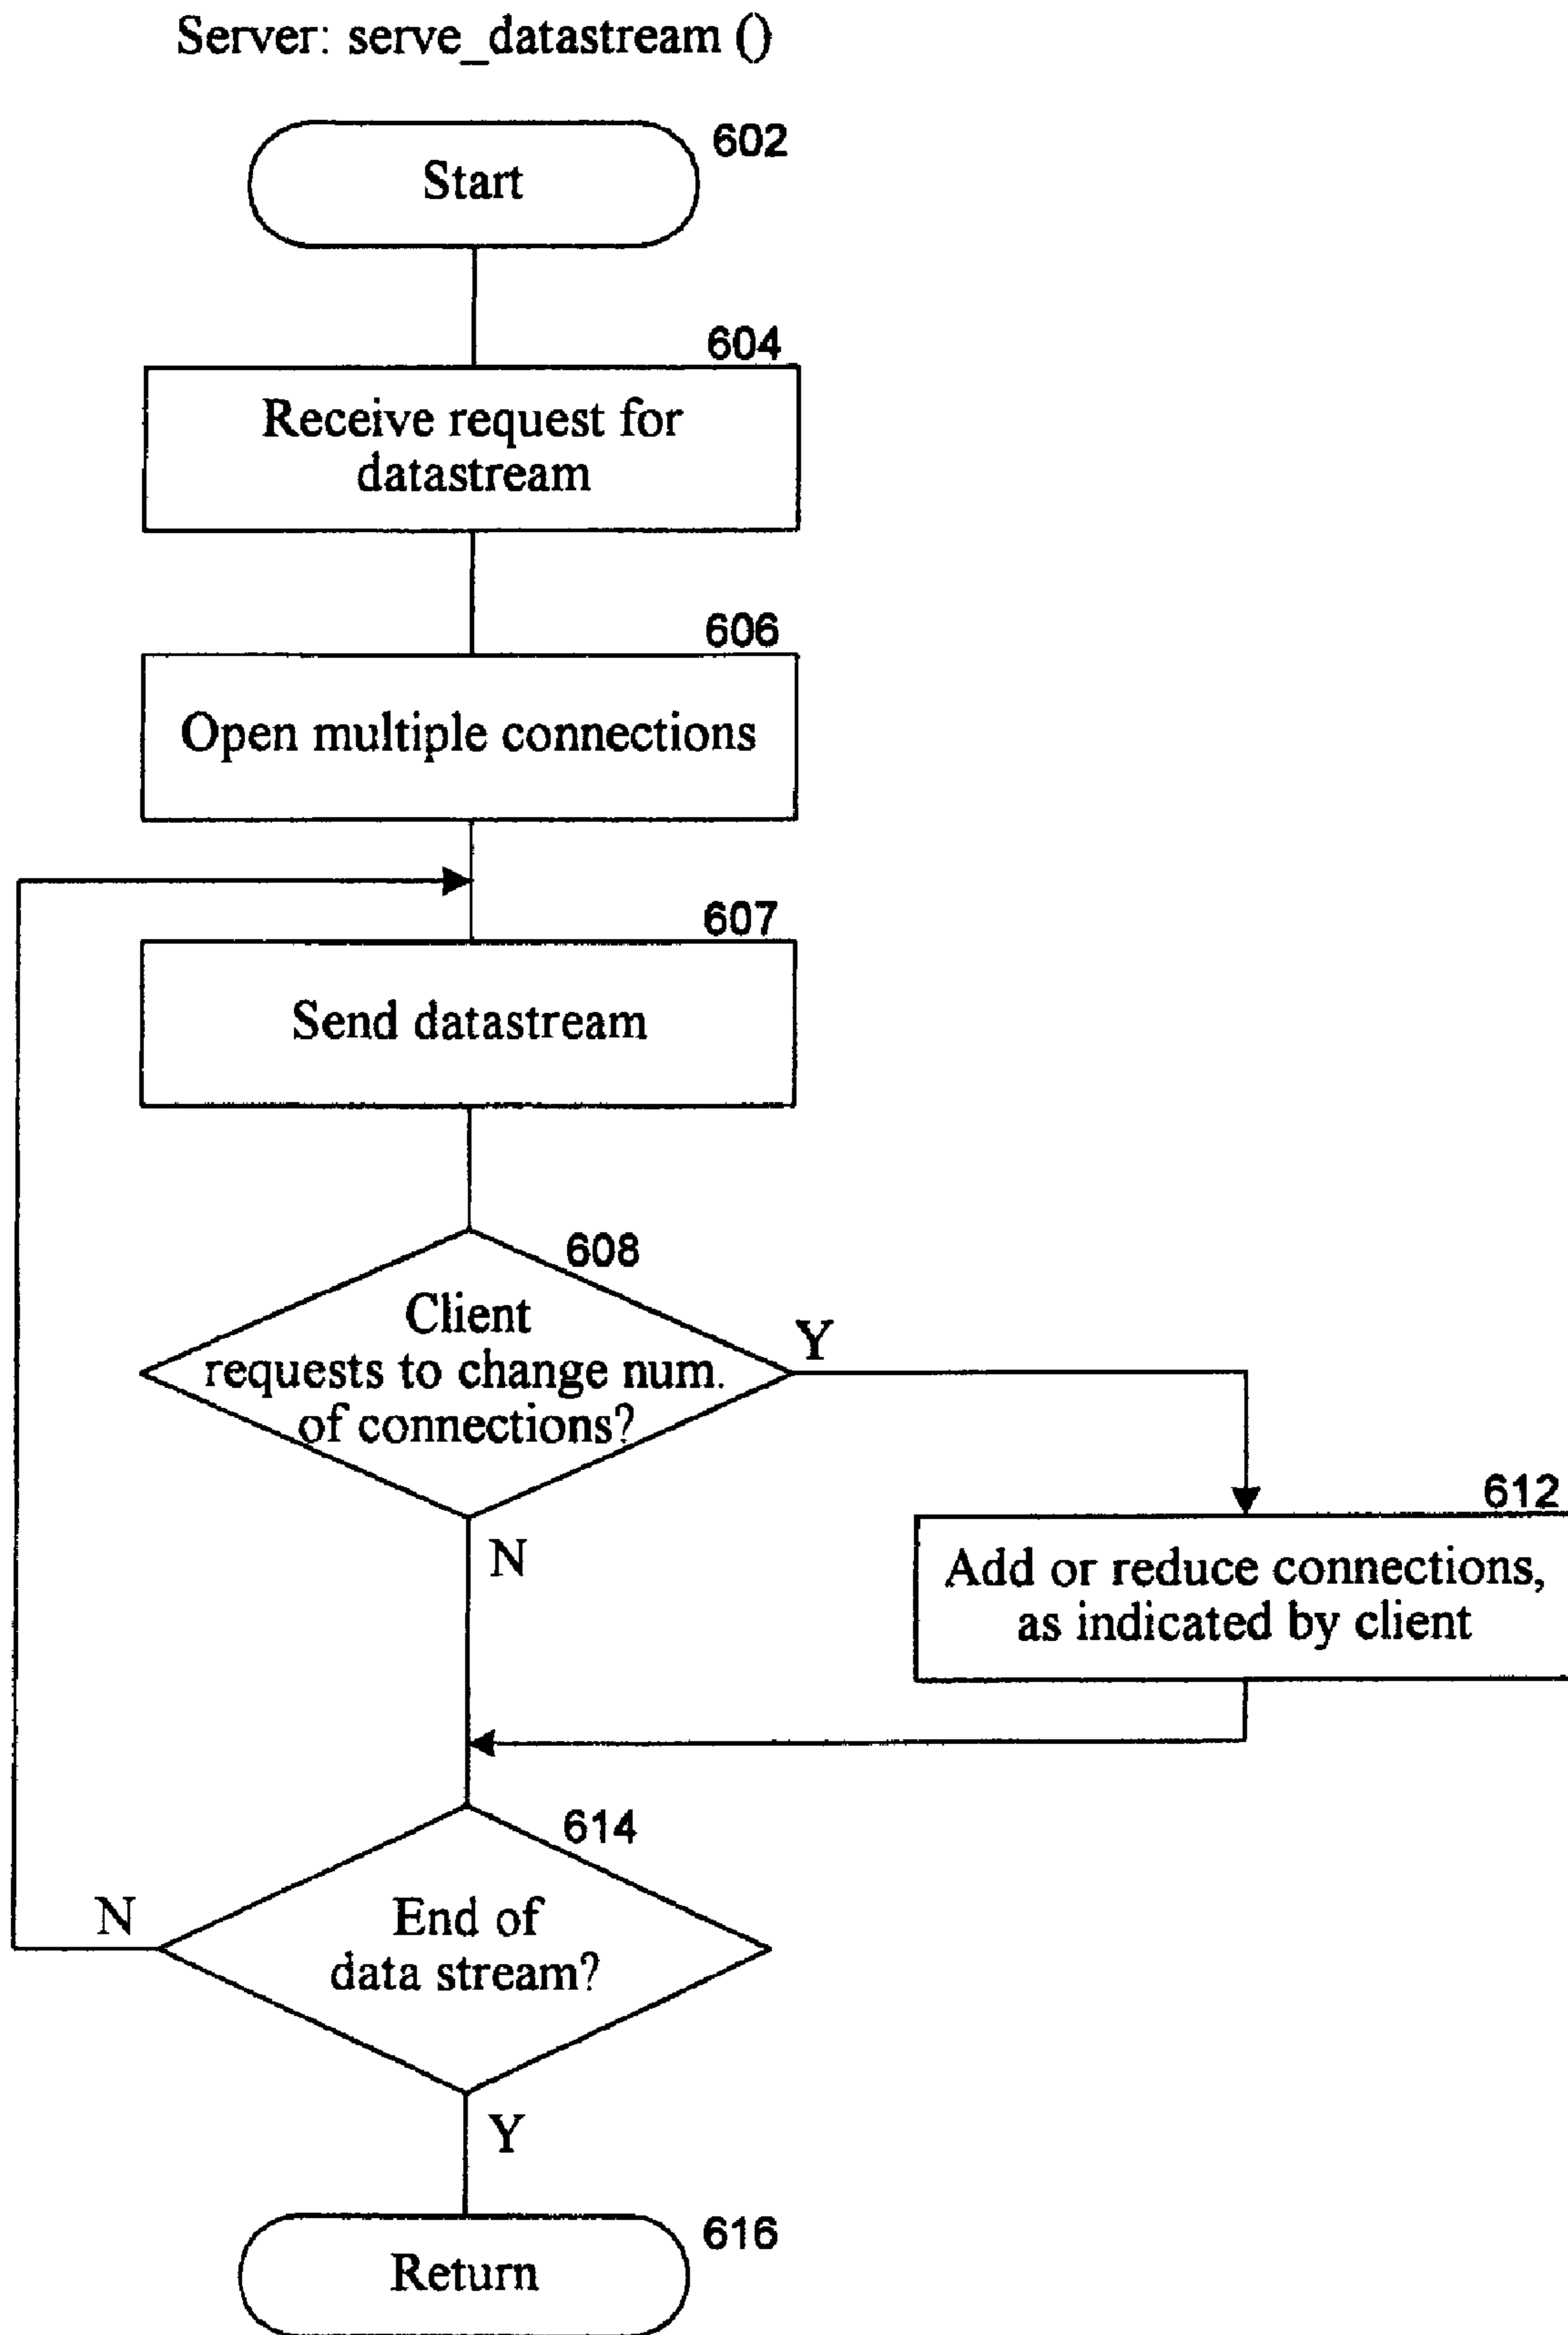 Server: serve_datastream ()
602
Start
604
Receive request for
datastream
606
Open multiple connections
607
Send datastream
608
Client
requests to change num.
of connections?
Y
N
612
Add or reduce connections,
as indicated by client
614
End of
data stream?
N
Y
616
Return